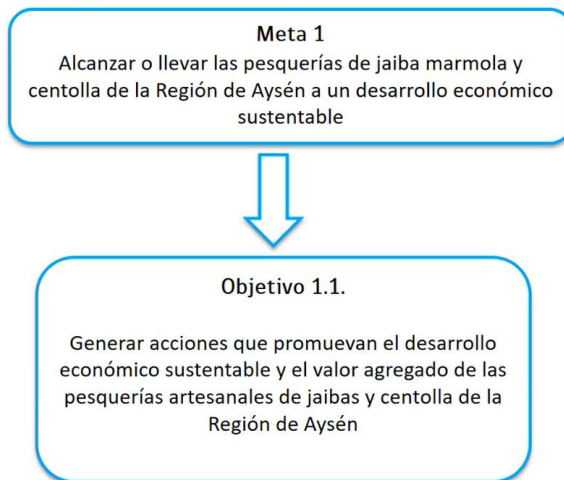 Meta 1
Alcanzar o llevar las pesquerías de jaiba marmola y
centolla de la Región de Aysén a un desarrollo económico
sustentable
Objetivo 1.1.
Generar acciones que promuevan el desarrollo
económico sustentable y el valor agregado de las
pesquerías artesanales de jaibas y centolla de la
Región de Aysén